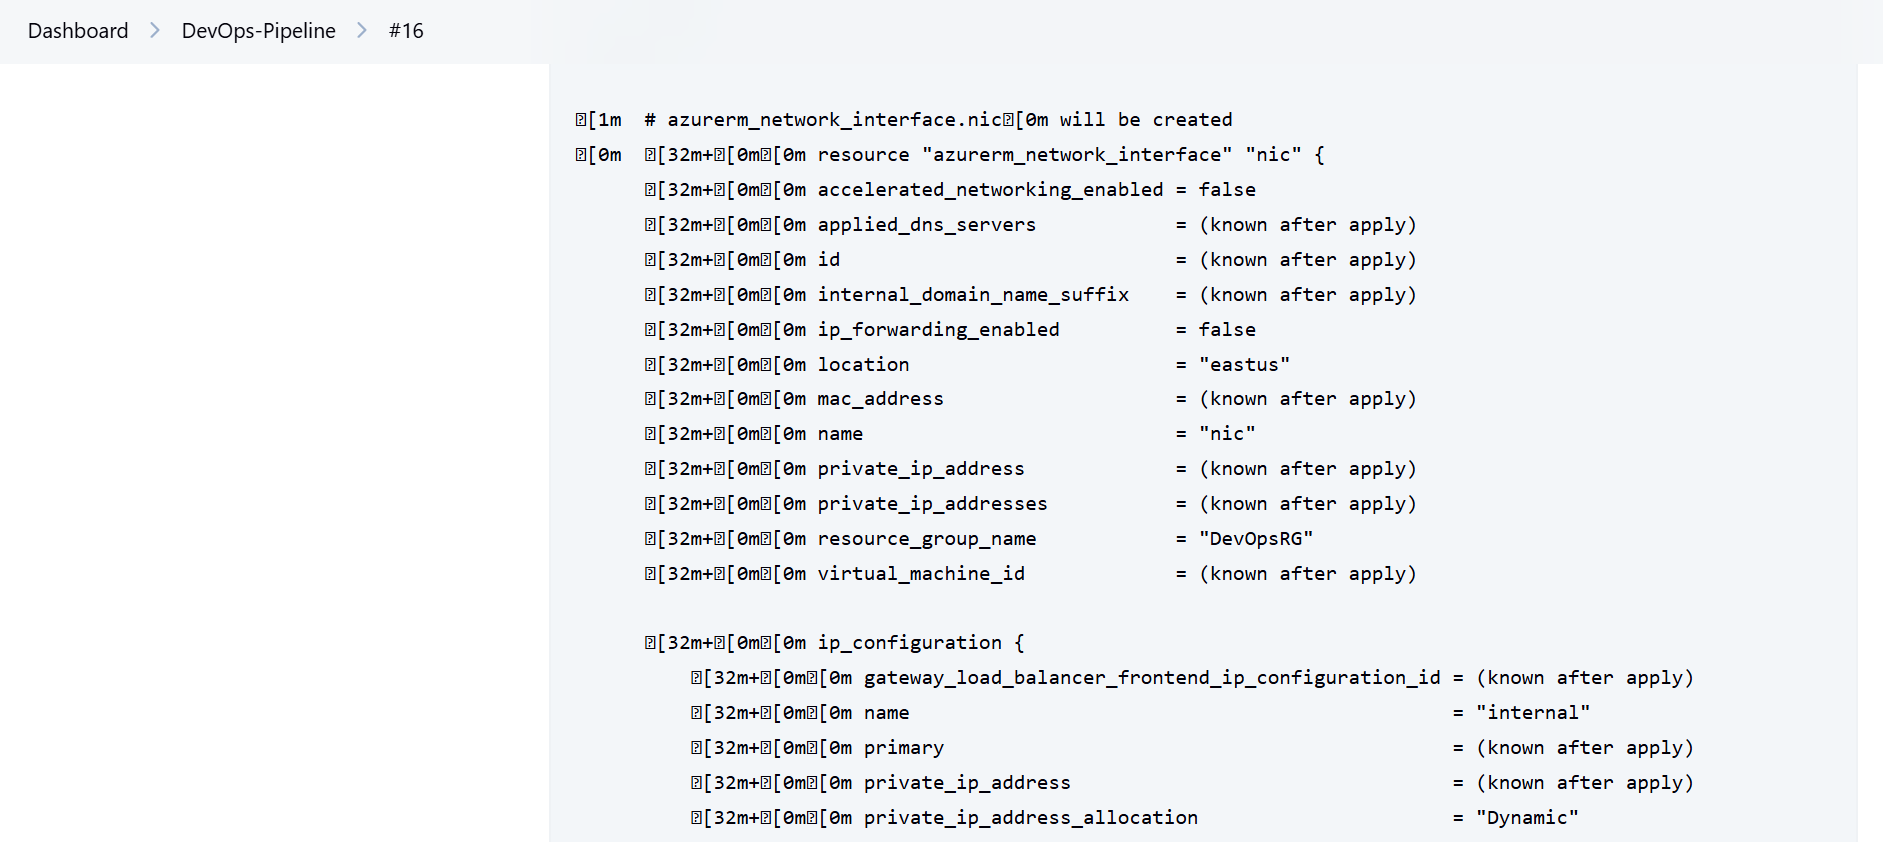 Dashboard > DevOps-Pipeline > #16
␛[1m  # azurerm_network_interface.nic␛[0m will be created
␛[0m  ␛[32m+␛[0m␛[0m resource "azurerm_network_interface" "nic" {
␛[32m+␛[0m␛[0m accelerated_networking_enabled = false
␛[32m+␛[0m␛[0m applied_dns_servers            = (known after apply)
␛[32m+␛[0m␛[0m id                             = (known after apply)
␛[32m+␛[0m␛[0m internal_domain_name_suffix    = (known after apply)
␛[32m+␛[0m␛[0m ip_forwarding_enabled          = false
␛[32m+␛[0m␛[0m location                       = "eastus"
␛[32m+␛[0m␛[0m mac_address                    = (known after apply)
␛[32m+␛[0m␛[0m name                           = "nic"
␛[32m+␛[0m␛[0m private_ip_address             = (known after apply)
␛[32m+␛[0m␛[0m private_ip_addresses           = (known after apply)
␛[32m+␛[0m␛[0m resource_group_name            = "DevOpsRG"
␛[32m+␛[0m␛[0m virtual_machine_id             = (known after apply)
␛[32m+␛[0m␛[0m ip_configuration {
␛[32m+␛[0m␛[0m gateway_load_balancer_frontend_ip_configuration_id = (known after apply)
␛[32m+␛[0m␛[0m name                                               = "internal"
␛[32m+␛[0m␛[0m primary                                            = (known after apply)
␛[32m+␛[0m␛[0m private_ip_address                                 = (known after apply)
␛[32m+␛[0m␛[0m private_ip_address_allocation                      = "Dynamic"